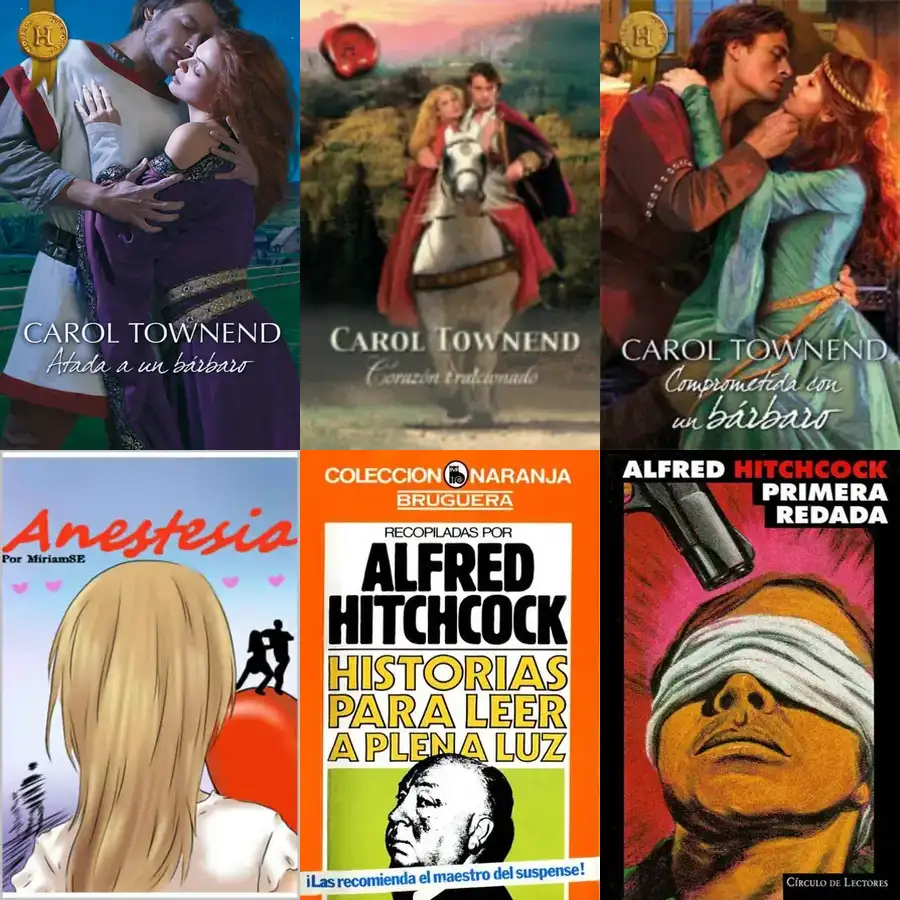 CAROL TOWNEND
Atada a un bárbaro
CAROL TOWNEND
Corazón traicionado
CAROL TOWNEND
Comprometida con
un bárbaro
Anestesia
Por MiriamSE
COLECCION NARANJA
BRUGUERA
RECOPILADAS POR
ALFRED
HITCHCOCK
HISTORIAS
PARA LEER
A PLENA LUZ
¡Las recomienda el maestro del suspense!
ALFRED HITCHCOCK
PRIMERA
REDADA
CÍRCULO DE LECTORES